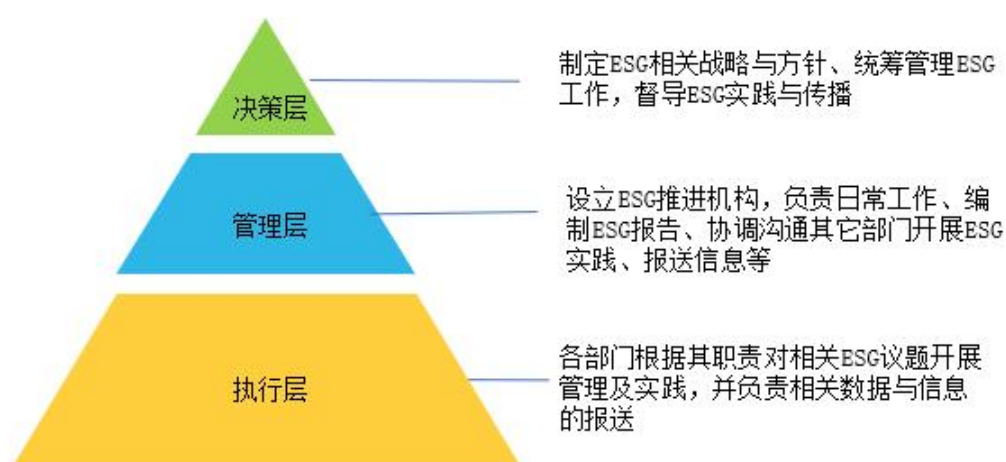 决策层
制定ESG相关战略与方针、统筹管理ESG
工作，督导ESG实践与传播
管理层
设立ESG推进机构，负责日常工作、编
制ESG报告、协调沟通其它部门开展ESG
实践、报送信息等
执行层
各部门根据其职责对相关ESG议题开展
管理及实践，并负责相关数据与信息
的报送